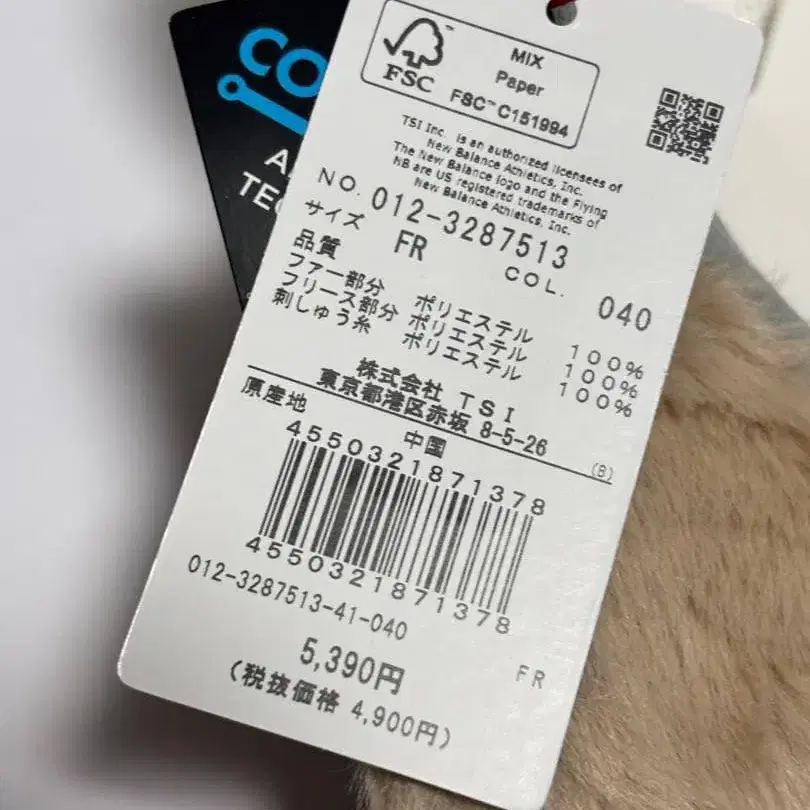 CO
A
TE
FSC
MIX
Paper
FSC™ C151994
TSI Inc. is an authorized licensees of
New Balance Athletics, Inc.
The New Balance logo and the Flying
NB are US registered trademarks of
New Balance Athletics, Inc.
NO. 012-3287513
サイズ FR COL. 040
品質
ファー部分 ポリエステル 100%
フリース部分 ポリエステル 100%
刺しゅう糸 ポリエステル 100%
株式会社 TSI
東京都港区赤坂 8-5-26
(B)
原産地 中国
4550321871378
4550321871378
012-3287513-41-040
FR
5,390円
(税抜価格 4,900円)